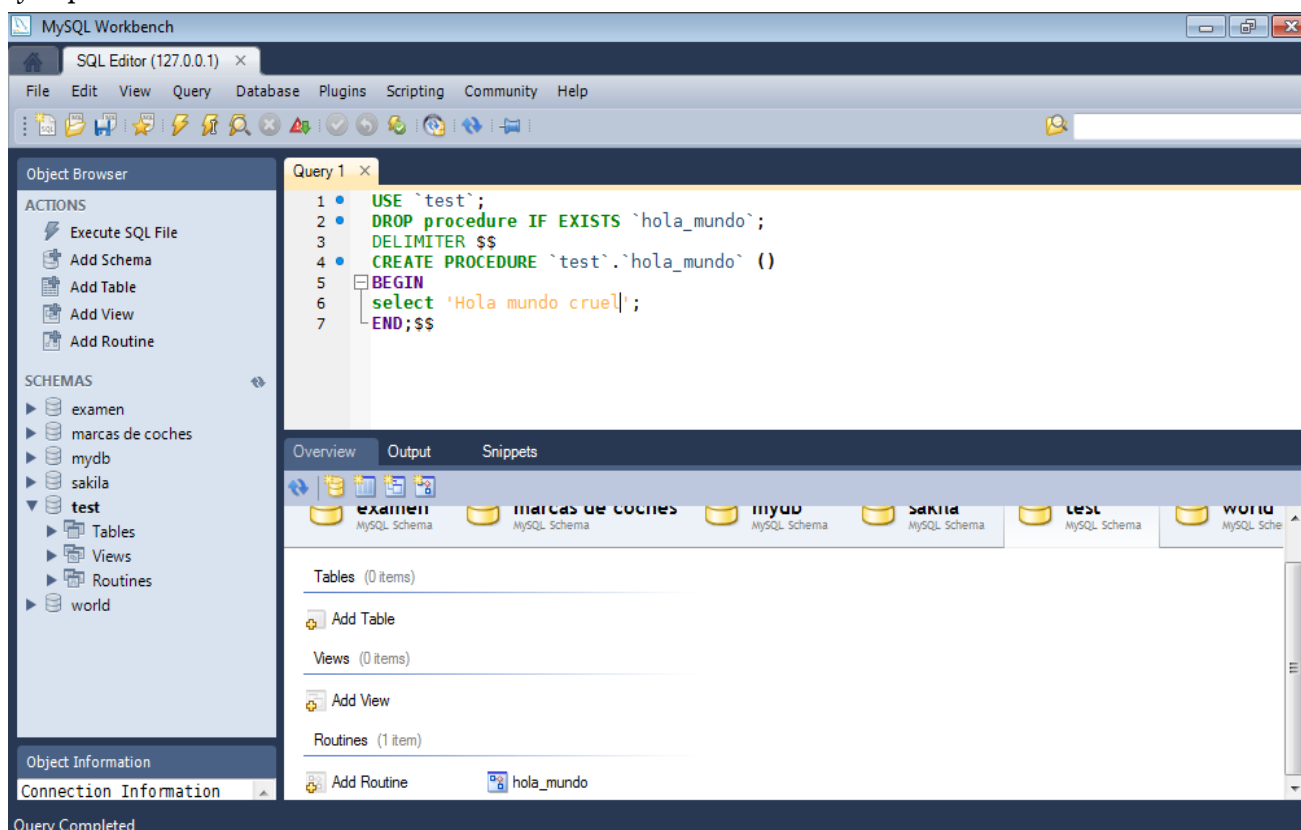 MySQL Workbench
SQL Editor (127.0.0.1)
File Edit View Query Database Plugins Scripting Community Help
Object Browser
ACTIONS
Execute SQL File
Add Schema
Add Table
Add View
Add Routine
SCHEMAS
examen
marcas de coches
mydb
sakila
test
Tables
Views
Routines
world
Object Information
Connection Information
Query 1
1 USE `test`;
2 DROP procedure IF EXISTS `hola_mundo`;
3 DELIMITER $$
4 CREATE PROCEDURE `test`.`hola_mundo` ()
5 BEGIN
6 select 'Hola mundo cruel';
7 END;$$
Overview Output Snippets
examen marcas de coches mydb sakila test world
MySQL Schema MySQL Schema MySQL Schema MySQL Schema MySQL Schema MySQL Sche
Tables (0 items)
Add Table
Views (0 items)
Add View
Routines (1 item)
Add Routine hola_mundo
Query Completed